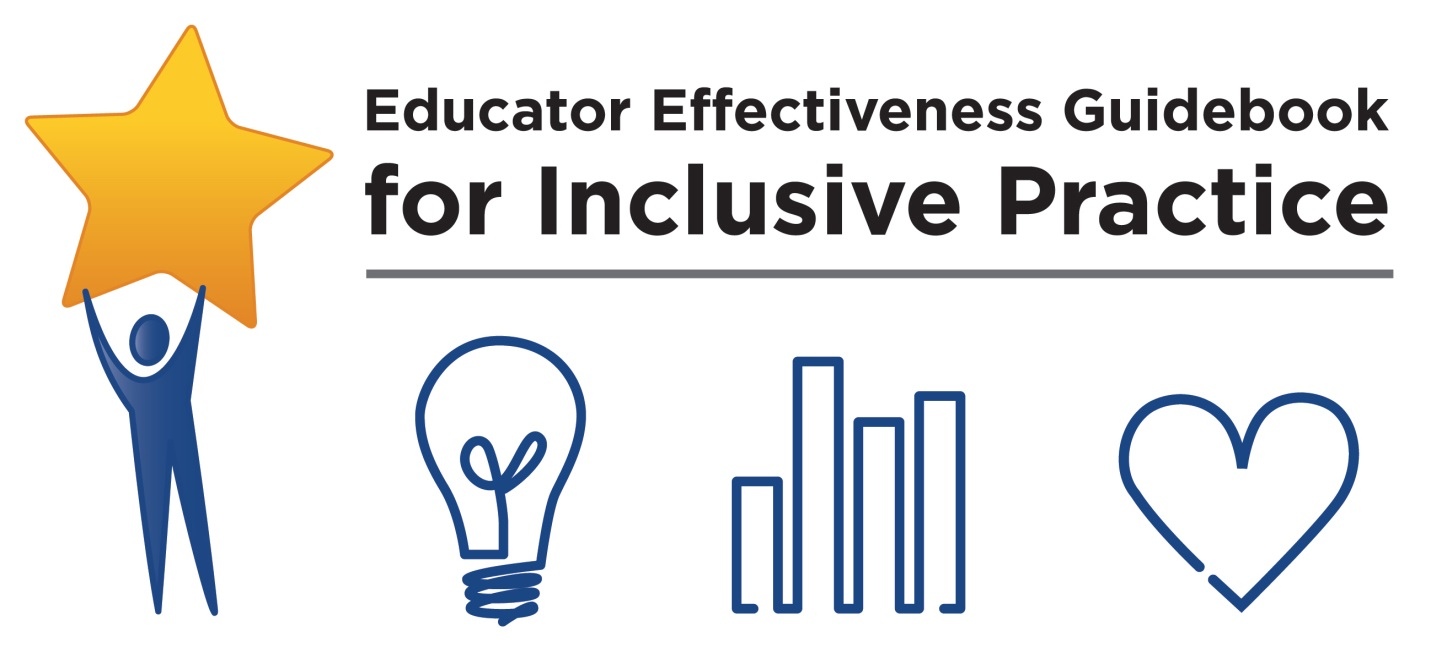 Educator Effectiveness Guidebook
for Inclusive Practice